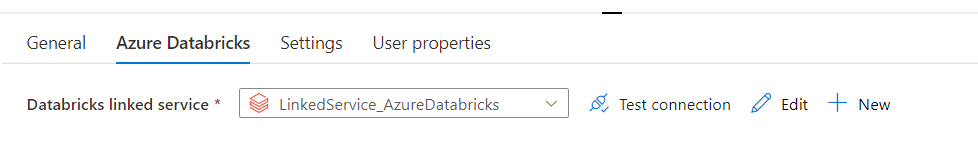 General Azure Databricks Settings User properties
Databricks linked service * LinkedService_AzureDatabricks Test connection Edit New